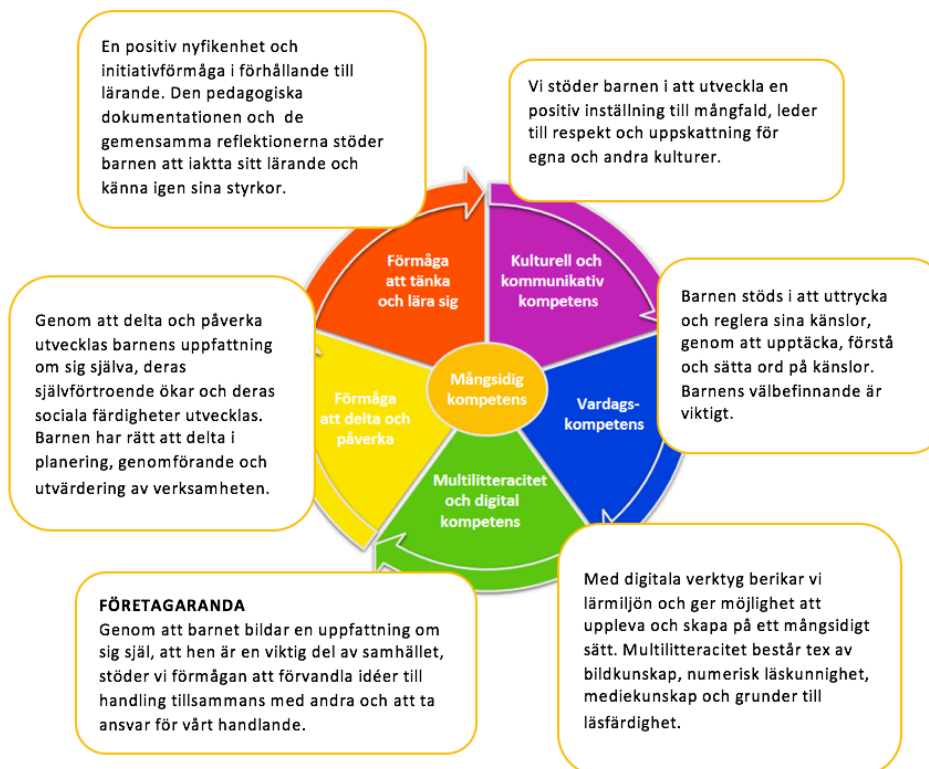 En positiv nyfikenhet och
initiativförmåga i förhållande till
lärande. Den pedagogiska
dokumentationen och de
gemensamma reflektionerna stöder
barnen att iaktta sitt lärande och
känna igen sina styrkor.
Vi stöder barnen i att utveckla en
positiv inställning till mångfald, leder
till respekt och uppskattning för
egna och andra kulturer.
Förmåga
att tänka
och lära sig
Kulturell och
kommunikativ
kompetens
Genom att delta och påverka
utvecklas barnens uppfattning
om sig själva, deras
självförtroende ökar och deras
sociala färdigheter utvecklas.
Barnen har rätt att delta i
planering, genomförande och
utvärdering av verksamheten.
Förmåga
att delta och
påverka
Mångsidig
kompetens
Vardags-
kompetens
Barnen stöds i att uttrycka
och reglera sina känslor,
genom att upptäcka, förstå
och sätta ord på känslor.
Barnens välbefinnande är
viktigt.
Multilitteracitet
och digital
kompetens
FÖRETAGARANDA
Genom att barnet bildar en uppfattning om
sig själ, att hen är en viktig del av samhället,
stöder vi förmågan att förvandla idéer till
handling tillsammans med andra och att ta
ansvar för vårt handlande.
Med digitala verktyg berikar vi
lärmiljön och ger möjlighet att
uppleva och skapa på ett mångsidigt
sätt. Multilitteracitet består tex av
bildkunskap, numerisk läskunnighet,
mediekunskap och grunder till
läsfärdighet.